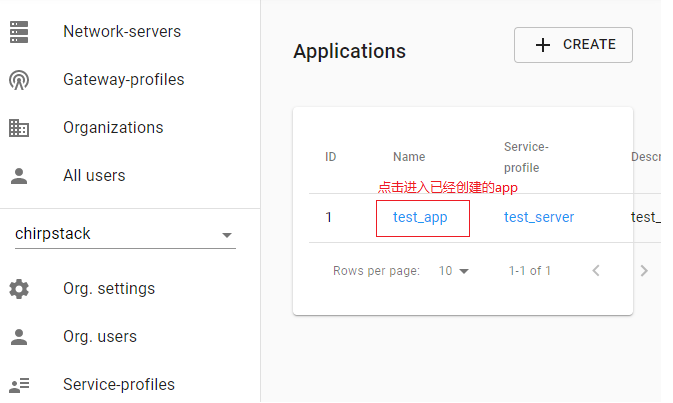 Network-servers
Gateway-profiles
Organizations
All users
chirpstack
Org. settings
Org. users
Service-profiles
Applications
CREATE
ID
Name
Service-
profile
Descr
点击进入已经创建的app
1
test_app
test_server
test_
Rows per page:
10
1-1 of 1